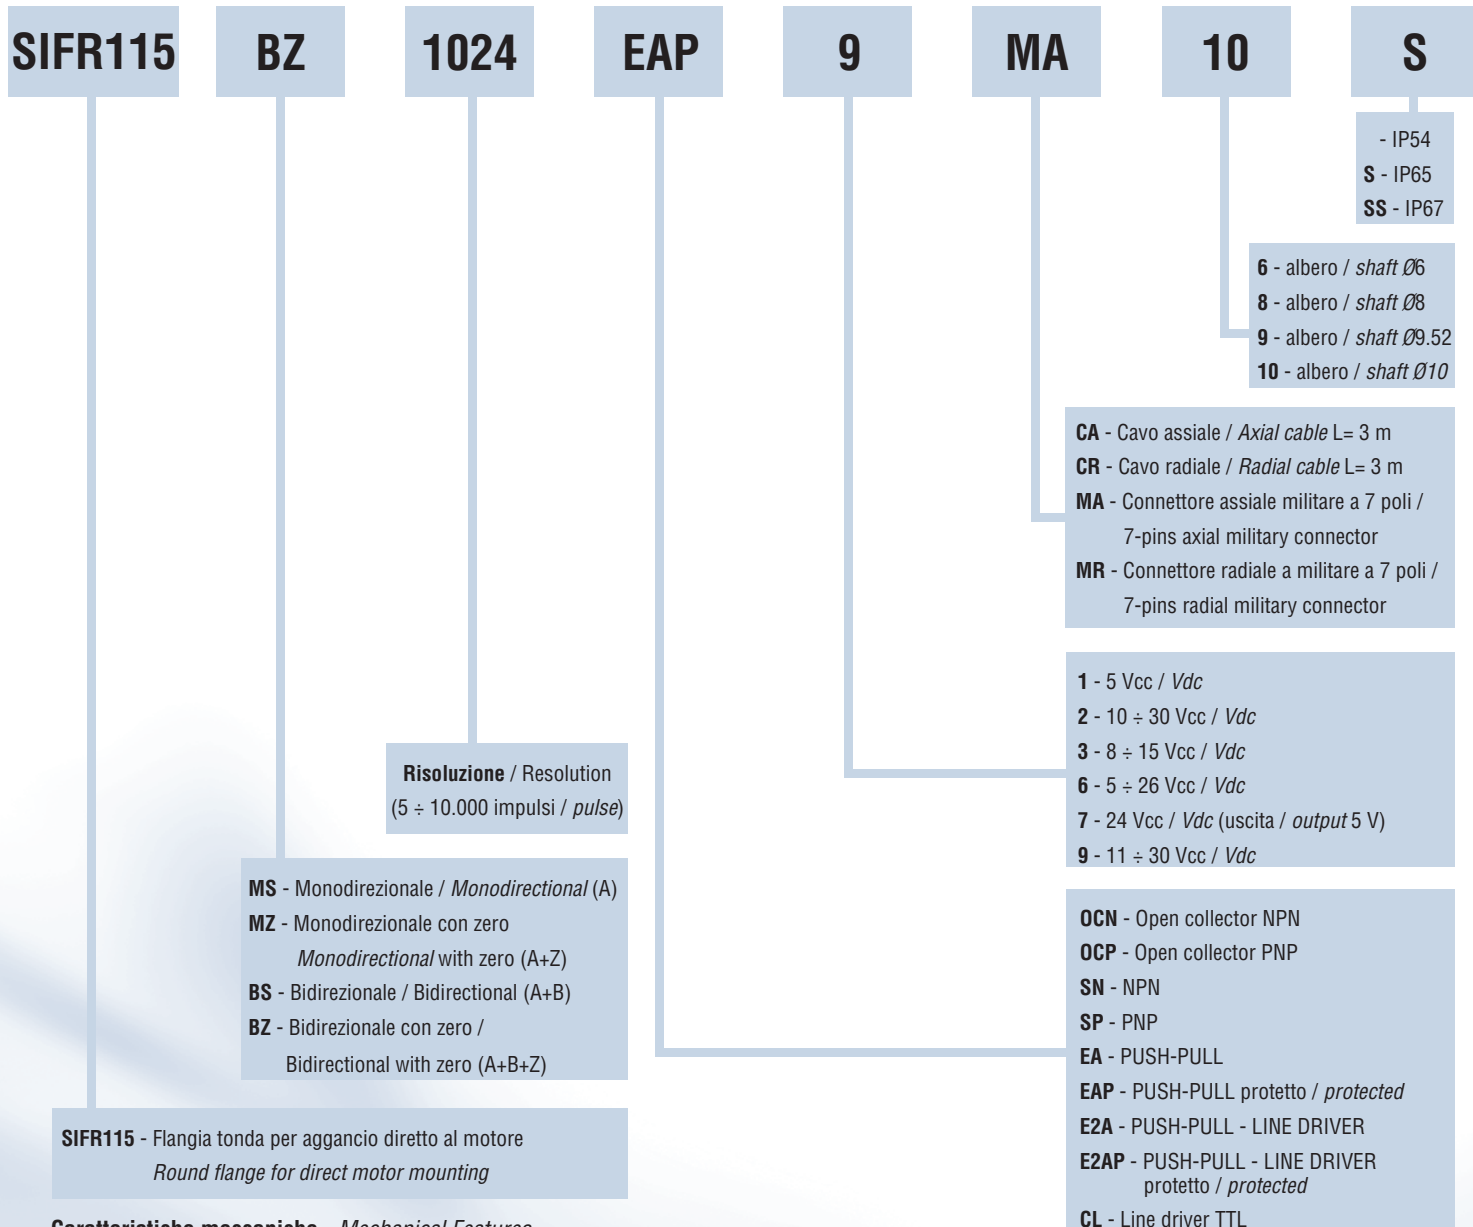 SIFR115 BZ 1024 EAP 9 MA 10 S
- IP54
S - IP65
SS - IP67
6 - albero / shaft Ø6
8 - albero / shaft Ø8
9 - albero / shaft Ø9.52
10 - albero / shaft Ø10
CA - Cavo assiale / Axial cable L= 3 m
CR - Cavo radiale / Radial cable L= 3 m
MA - Connettore assiale militare a 7 poli /
7-pins axial military connector
MR - Connettore radiale a militare a 7 poli /
7-pins radial military connector
1 - 5 Vcc / Vdc
2 - 10 ÷ 30 Vcc / Vdc
3 - 8 ÷ 15 Vcc / Vdc
6 - 5 ÷ 26 Vcc / Vdc
7 - 24 Vcc / Vdc (uscita / output 5 V)
9 - 11 ÷ 30 Vcc / Vdc
Risoluzione / Resolution
(5 ÷ 10.000 impulsi / pulse)
MS - Monodirezionale / Monodirectional (A)
MZ - Monodirezionale con zero
Monodirectional with zero (A+Z)
BS - Bidirezionale / Bidirectional (A+B)
BZ - Bidirezionale con zero /
Bidirectional with zero (A+B+Z)
OCN - Open collector NPN
OCP - Open collector PNP
SN - NPN
SP - PNP
EA - PUSH-PULL
EAP - PUSH-PULL protetto / protected
E2A - PUSH-PULL - LINE DRIVER
E2AP - PUSH-PULL - LINE DRIVER
protetto / protected
CL - Line driver TTL
SIFR115 - Flangia tonda per aggancio diretto al motore
Round flange for direct motor mounting
Caratteristiche meccaniche - Mechanical Features